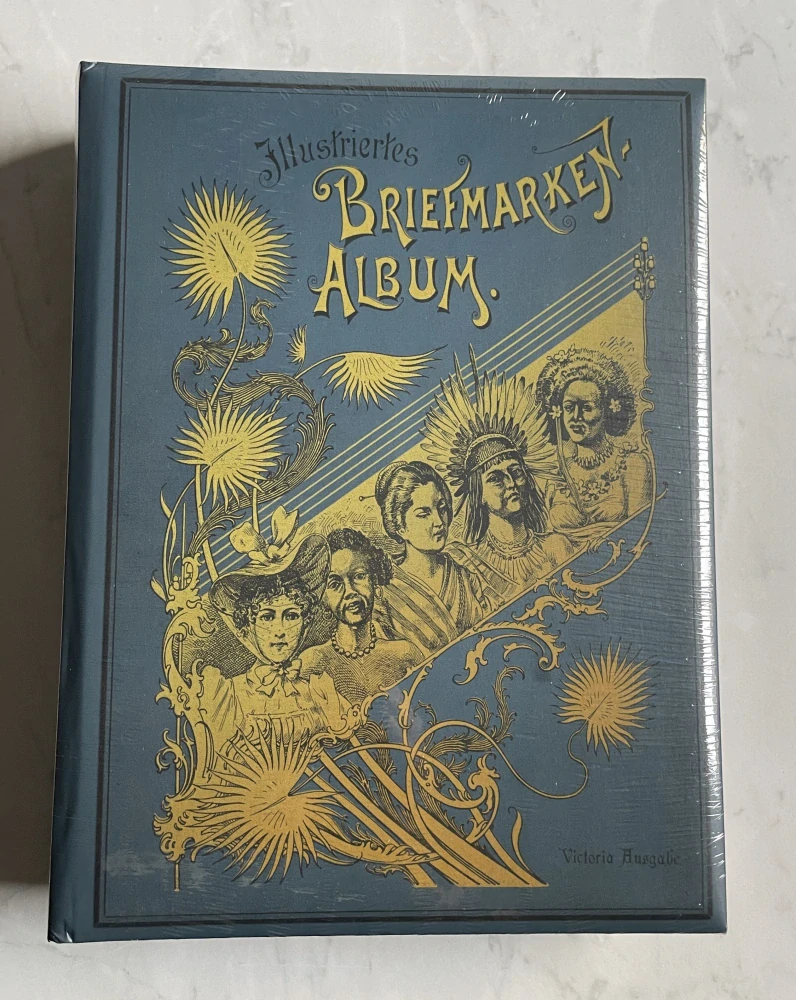 Illustriertes
BRIEFMARKEN-
ALBUM.
Victoria Ausgabe